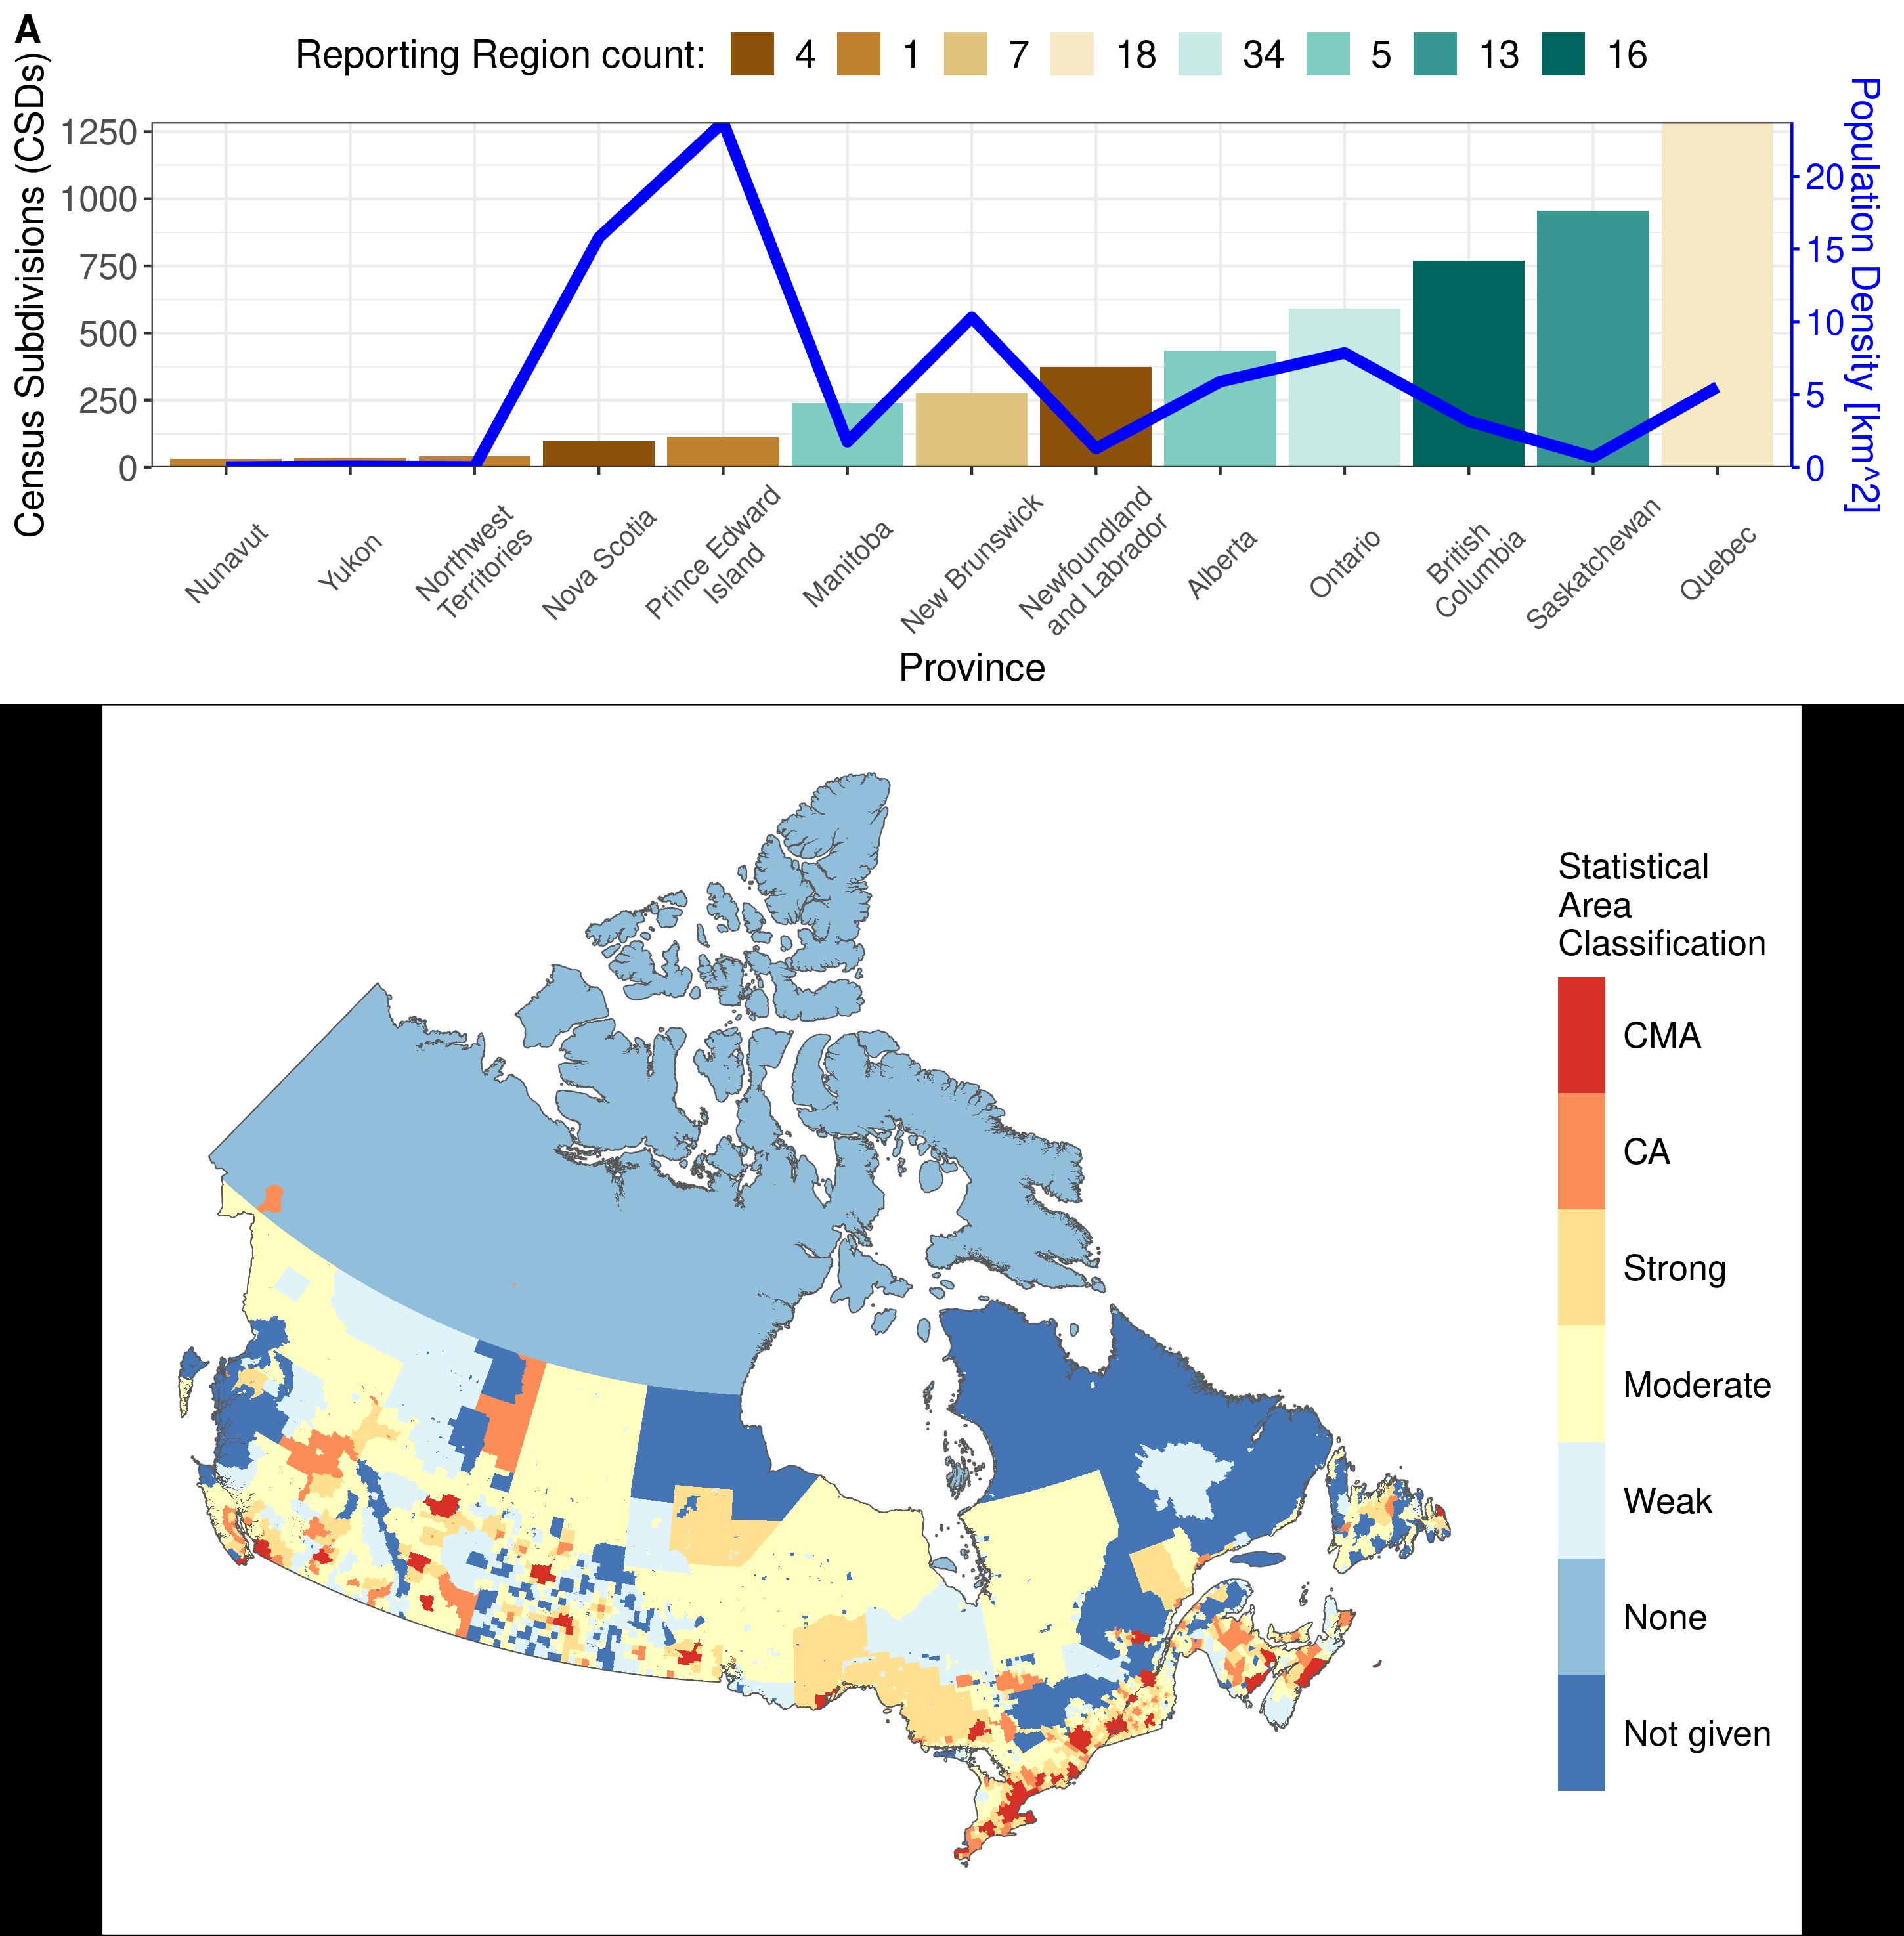 A
Reporting Region count: 4 1 7 18 34 5 13 16
Census Subdivisions (CSDs)
1250
1000
750
500
250
0
Population Density [km^2]
20
15
10
5
0
Nunavut
Yukon
Northwest
Territories
Nova Scotia
Prince Edward
Island
Manitoba
New Brunswick
Newfoundland
and Labrador
Alberta
Ontario
British
Columbia
Saskatchewan
Quebec
Province
Statistical
Area
Classification
CMA
CA
Strong
Moderate
Weak
None
Not given